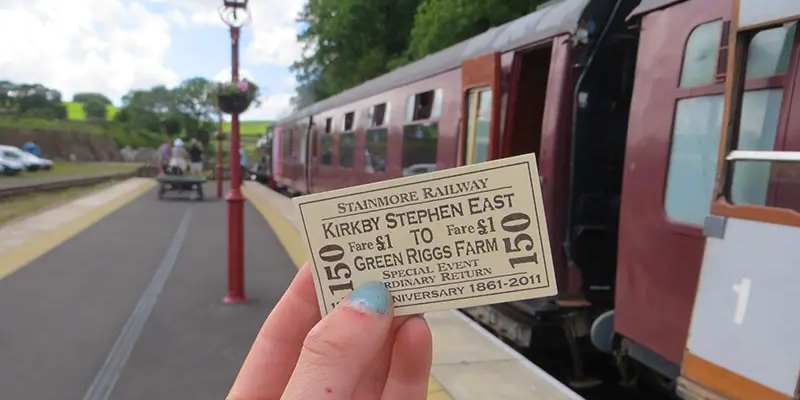 STAINMORE RAILWAY
KIRKBY STEPHEN EAST
Fare £1 TO Fare £1
GREEN RIGGS FARM
150
150
SPECIAL EVENT
ORDINARY RETURN
ANNIVERSARY 1861-2011
1